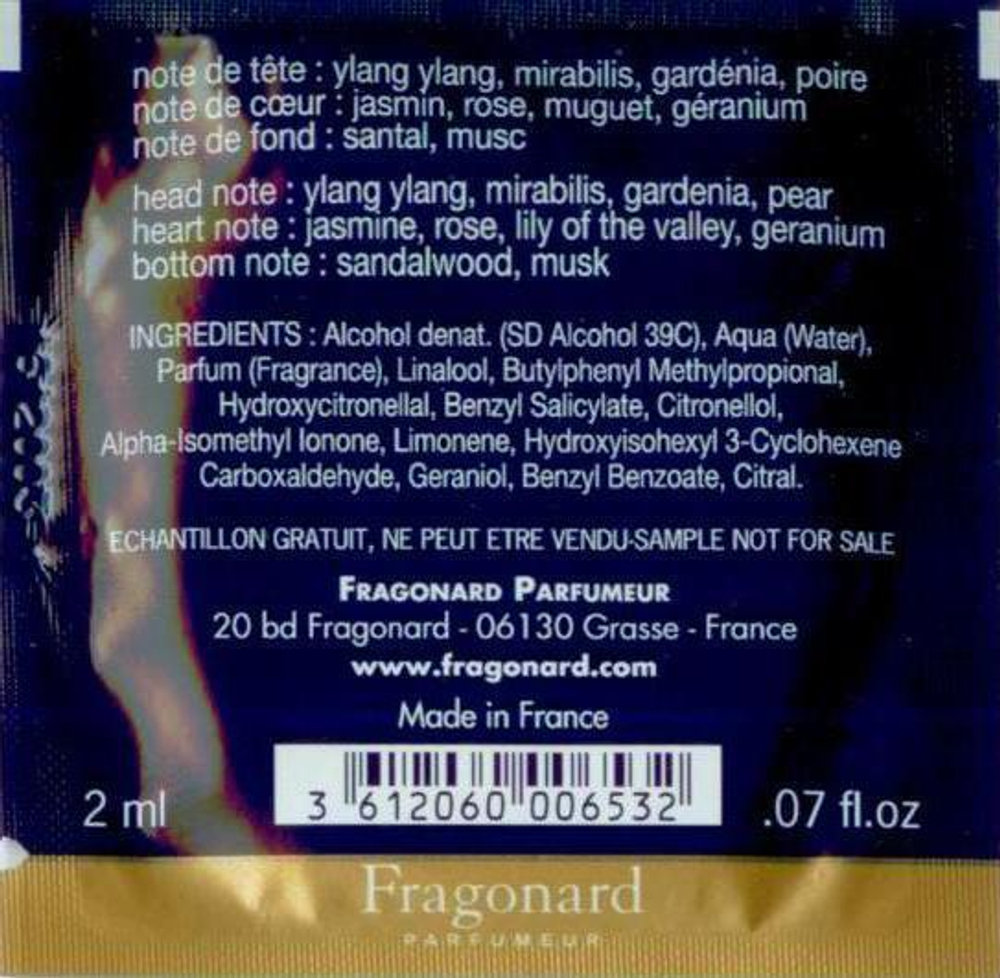 note de tête : ylang ylang, mirabilis, gardénia, poire
note de cœur : jasmin, rose, muguet, géranium
note de fond : santal, musc
head note : ylang ylang, mirabilis, gardenia, pear
heart note : jasmine, rose, lily of the valley, geranium
bottom note : sandalwood, musk
INGREDIENTS : Alcohol denat. (SD Alcohol 39C), Aqua (Water),
Parfum (Fragrance), Linalool, Butylphenyl Methylpropional,
Hydroxycitronellal, Benzyl Salicylate, Citronellol,
Alpha-Isomethyl Ionone, Limonene, Hydroxyisohexyl 3-Cyclohexene
Carboxaldehyde, Geraniol, Benzyl Benzoate, Citral.
ECHANTILLON GRATUIT, NE PEUT ETRE VENDU-SAMPLE NOT FOR SALE
FRAGONARD PARFUMEUR
20 bd Fragonard - 06130 Grasse - France
www.fragonard.com
Made in France
2 ml
3 612060 006532
.07 fl.oz
Fragonard
PARFUMEUR